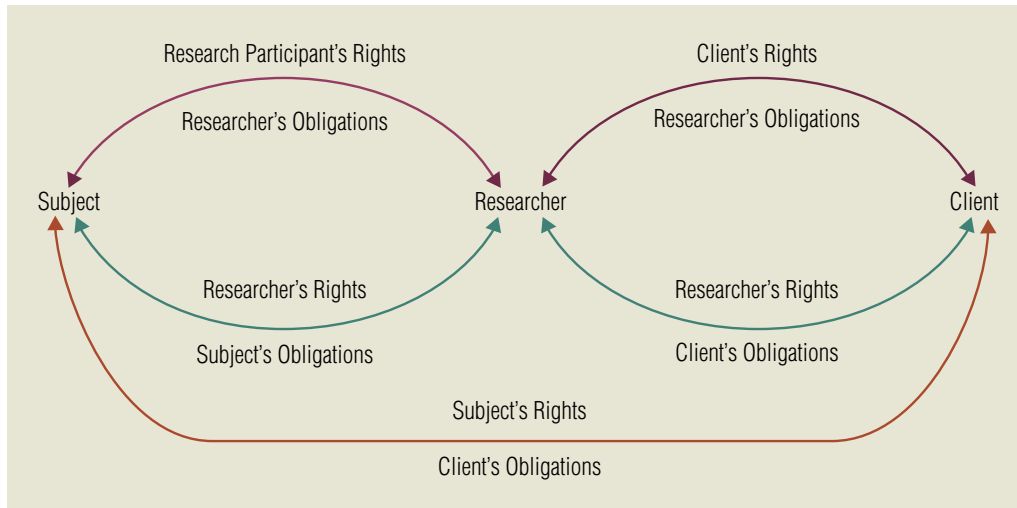 Research Participant’s Rights
Client’s Rights
Researcher’s Obligations
Researcher’s Obligations
Subject
Researcher
Client
Researcher’s Rights
Researcher’s Rights
Subject’s Obligations
Client’s Obligations
Subject’s Rights
Client’s Obligations